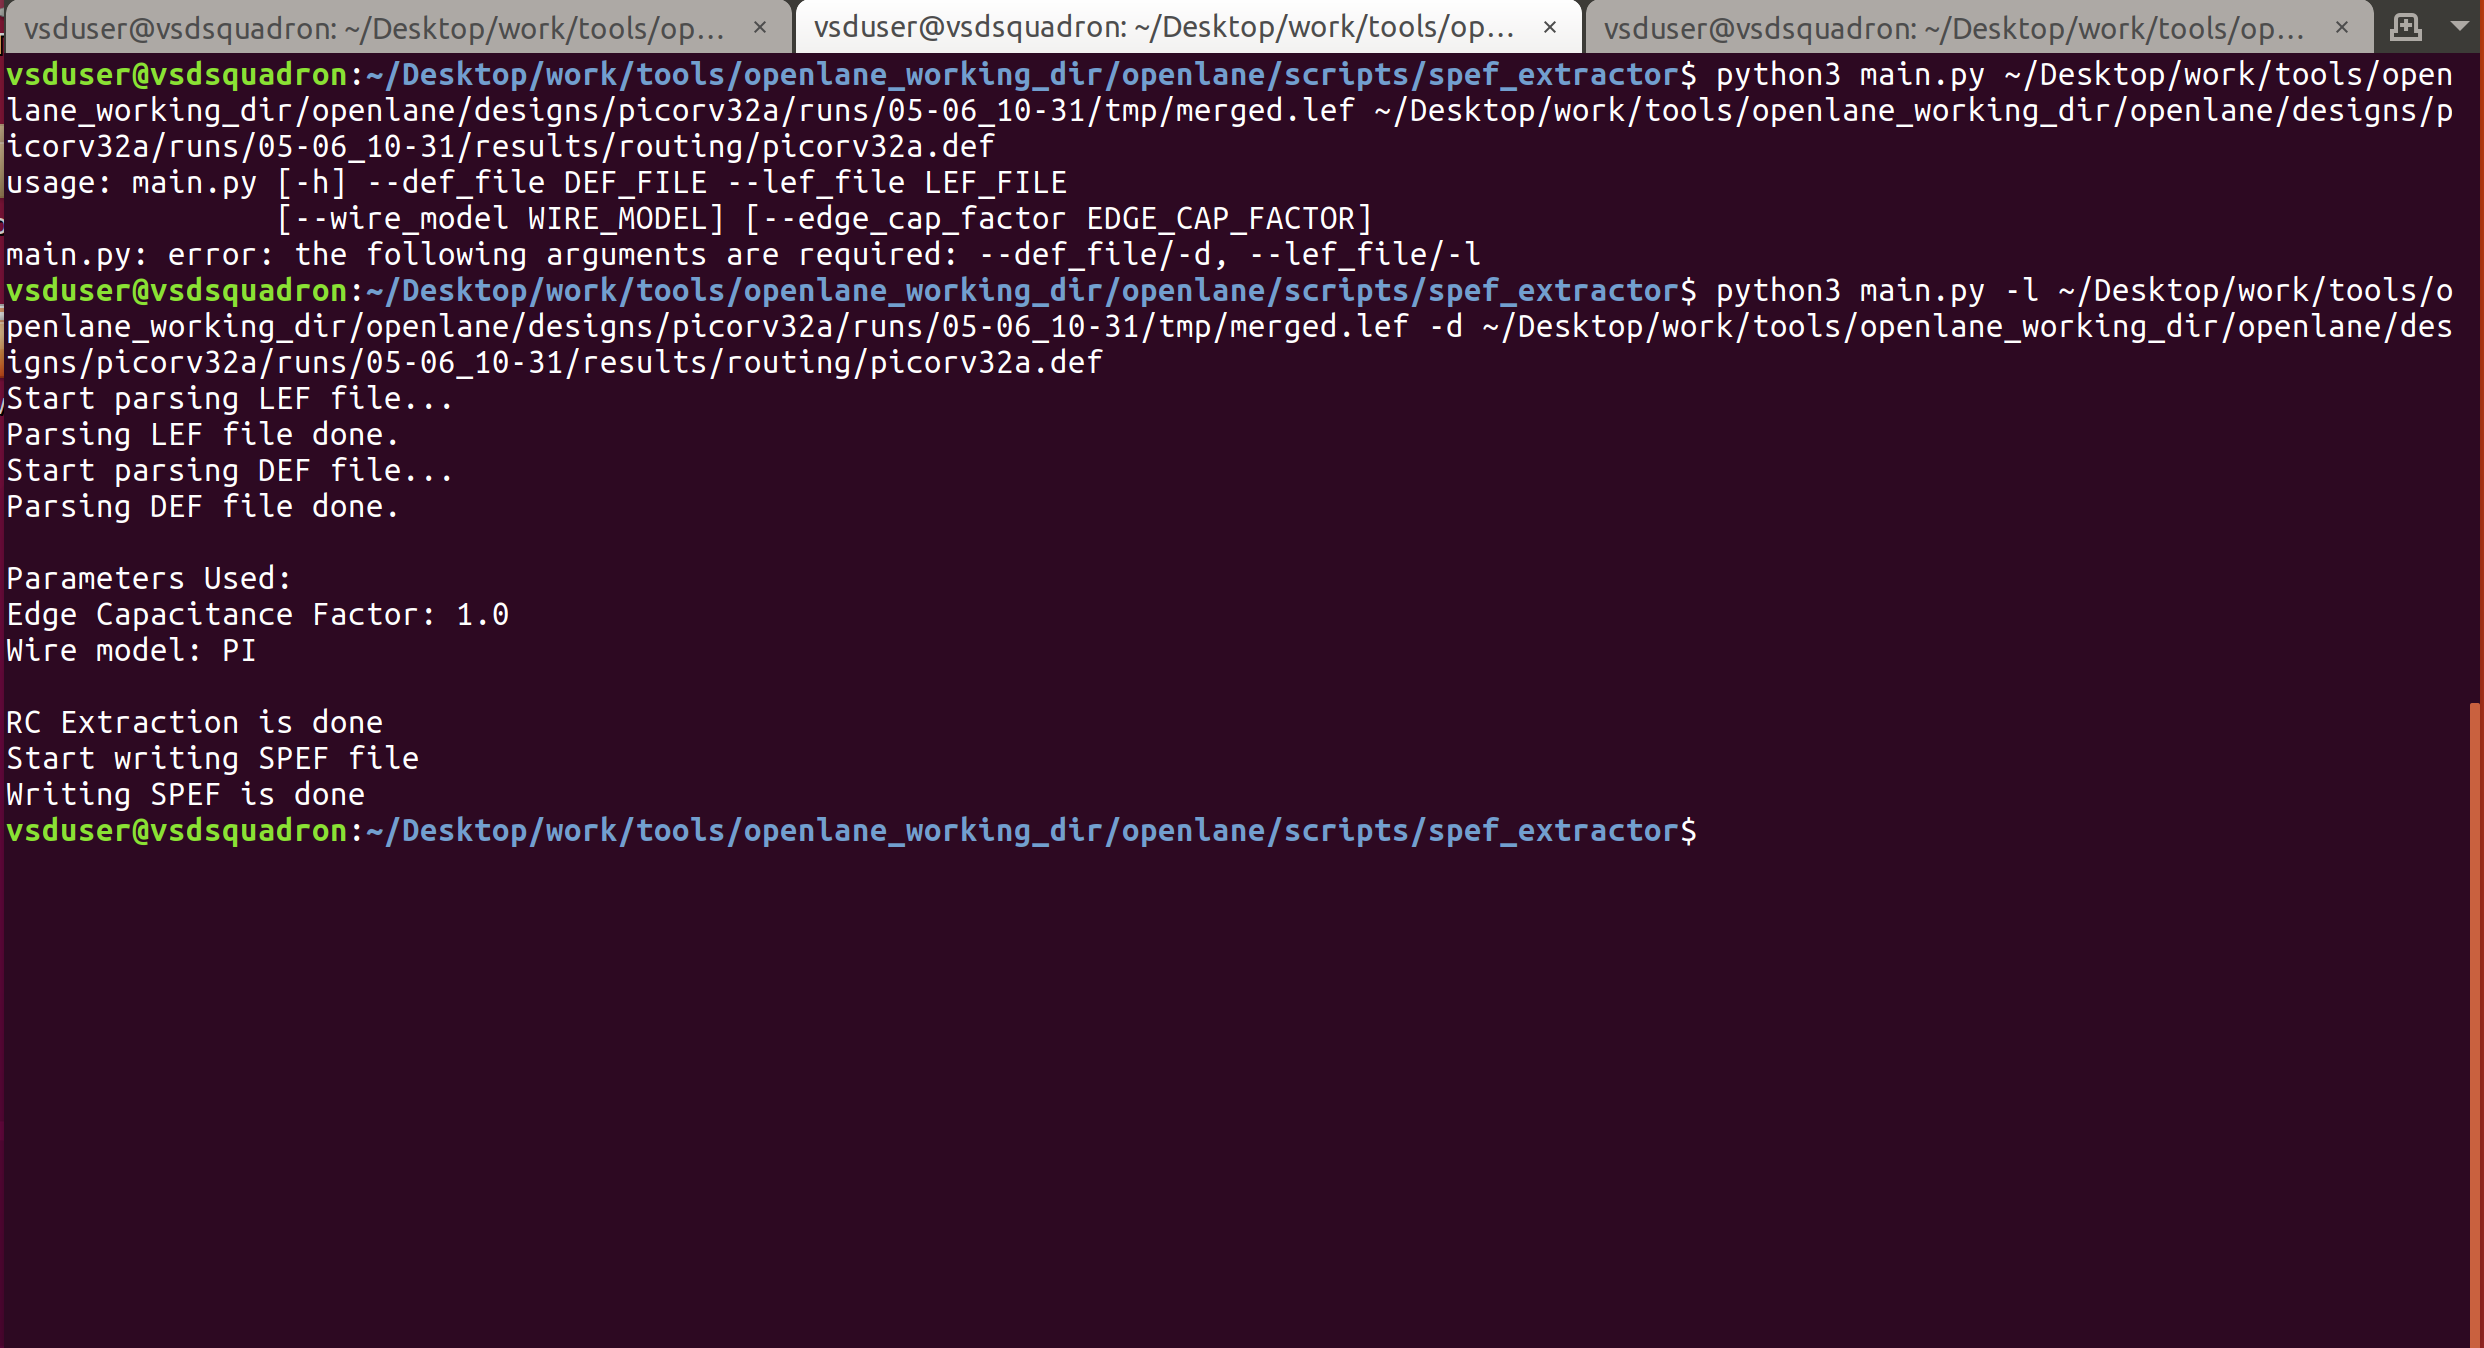 vsduser@vsdsquadron: ~/Desktop/work/tools/op... × vsduser@vsdsquadron: ~/Desktop/work/tools/op... × vsduser@vsdsquadron: ~/Desktop/work/tools/op... ×
vsduser@vsdsquadron:~/Desktop/work/tools/openlane_working_dir/openlane/scripts/spef_extractor$ python3 main.py ~/Desktop/work/tools/open
lane_working_dir/openlane/designs/picorv32a/runs/05-06_10-31/tmp/merged.lef ~/Desktop/work/tools/openlane_working_dir/openlane/designs/p
icorv32a/runs/05-06_10-31/results/routing/picorv32a.def
usage: main.py [-h] --def_file DEF_FILE --lef_file LEF_FILE
               [--wire_model WIRE_MODEL] [--edge_cap_factor EDGE_CAP_FACTOR]
main.py: error: the following arguments are required: --def_file/-d, --lef_file/-l
vsduser@vsdsquadron:~/Desktop/work/tools/openlane_working_dir/openlane/scripts/spef_extractor$ python3 main.py -l ~/Desktop/work/tools/o
penlane_working_dir/openlane/designs/picorv32a/runs/05-06_10-31/tmp/merged.lef -d ~/Desktop/work/tools/openlane_working_dir/openlane/des
igns/picorv32a/runs/05-06_10-31/results/routing/picorv32a.def
Start parsing LEF file...
Parsing LEF file done.
Start parsing DEF file...
Parsing DEF file done.
Parameters Used:
Edge Capacitance Factor: 1.0
Wire model: PI
RC Extraction is done
Start writing SPEF file
Writing SPEF is done
vsduser@vsdsquadron:~/Desktop/work/tools/openlane_working_dir/openlane/scripts/spef_extractor$